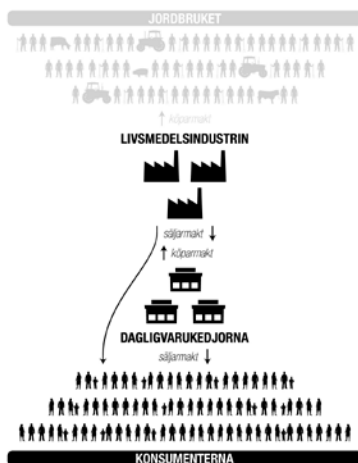 JORDBRUKET
↑ köparmakt
LIVSMEDELSINDUSTRIN
säljarmakt ↓
↑ köparmakt
DAGLIGVARUKEDJORNA
säljarmakt ↓
KONSUMENTERNA